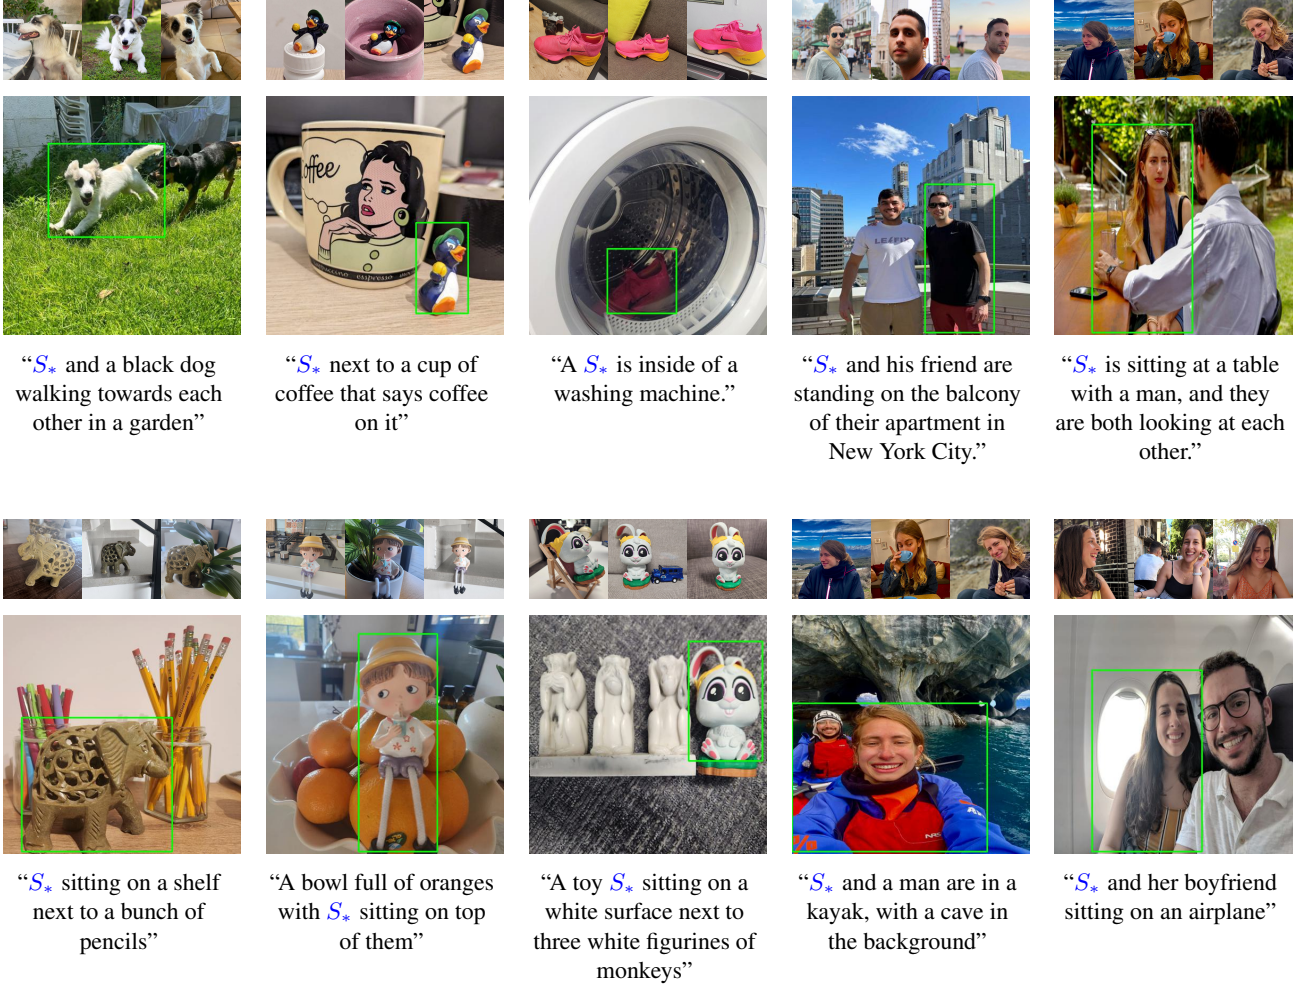 offee
LE/FIX
“S* and a black dog
walking towards each
other in a garden”
“S* next to a cup of
coffee that says coffee
on it”
“A S* is inside of a
washing machine.”
“S* and his friend are
standing on the balcony
of their apartment in
New York City.”
“S* is sitting at a table
with a man, and they
are both looking at each
other.”
NRS
“S* sitting on a shelf
next to a bunch of
pencils”
“A bowl full of oranges
with S* sitting on top
of them”
“A toy S* sitting on a
white surface next to
three white figurines of
monkeys”
“S* and a man are in a
kayak, with a cave in
the background”
“S* and her boyfriend
sitting on an airplane”